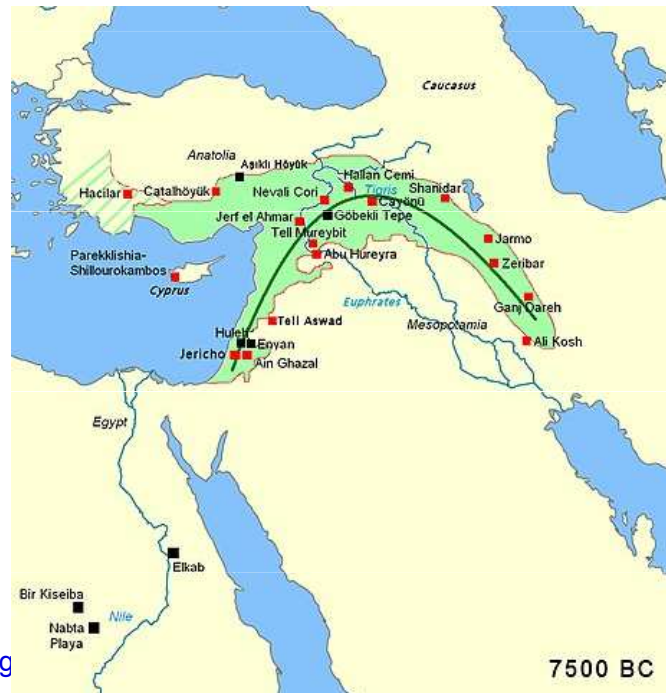 Caucasus
Anatolia
Aşıklı Höyük
Hallan Cemi
Hacilar
Catalhöyük
Nevali Cori
Tigris
Shanidar
Cayönü
Jerf el Ahmar
Göbekli Tepe
Tell Mureybit
Jarmo
Parekklishia-
Shillourokambos
Abu Hureyra
Zeribar
Cyprus
Euphrates
Ganj Dareh
Tell Aswad
Mesopotamia
Huleh
Enyan
Ali Kosh
Jericho
Ain Ghazal
Egypt
Elkab
Bir Kiseiba
Nile
Nabta
Playa
g
7500 BC